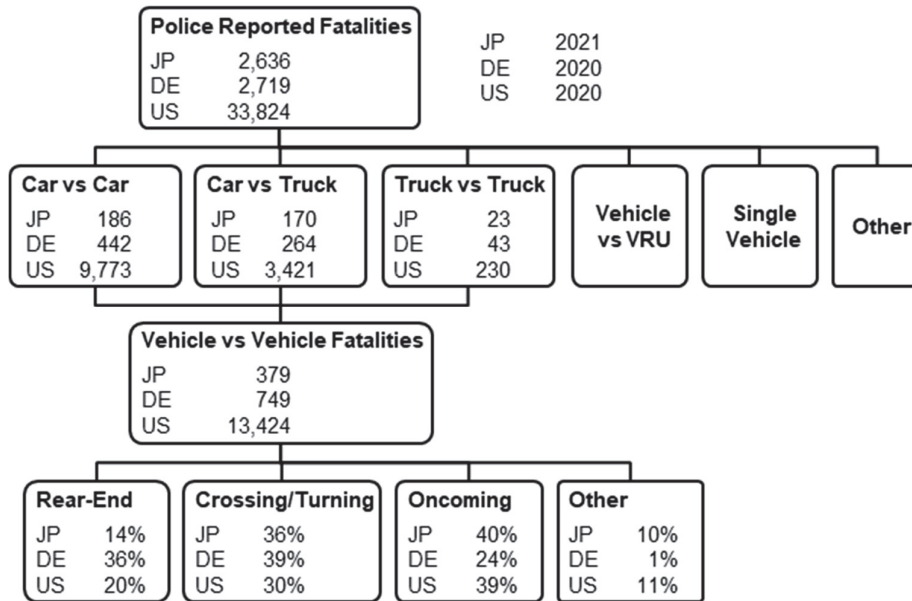 Police Reported Fatalities
JP 2,636
DE 2,719
US 33,824
JP 2021
DE 2020
US 2020
Car vs Car
JP 186
DE 442
US 9,773
Car vs Truck
JP 170
DE 264
US 3,421
Truck vs Truck
JP 23
DE 43
US 230
Vehicle
vs VRU
Single
Vehicle
Other
Vehicle vs Vehicle Fatalities
JP 379
DE 749
US 13,424
Rear-End
JP 14%
DE 36%
US 20%
Crossing/Turning
JP 36%
DE 39%
US 30%
Oncoming
JP 40%
DE 24%
US 39%
Other
JP 10%
DE 1%
US 11%